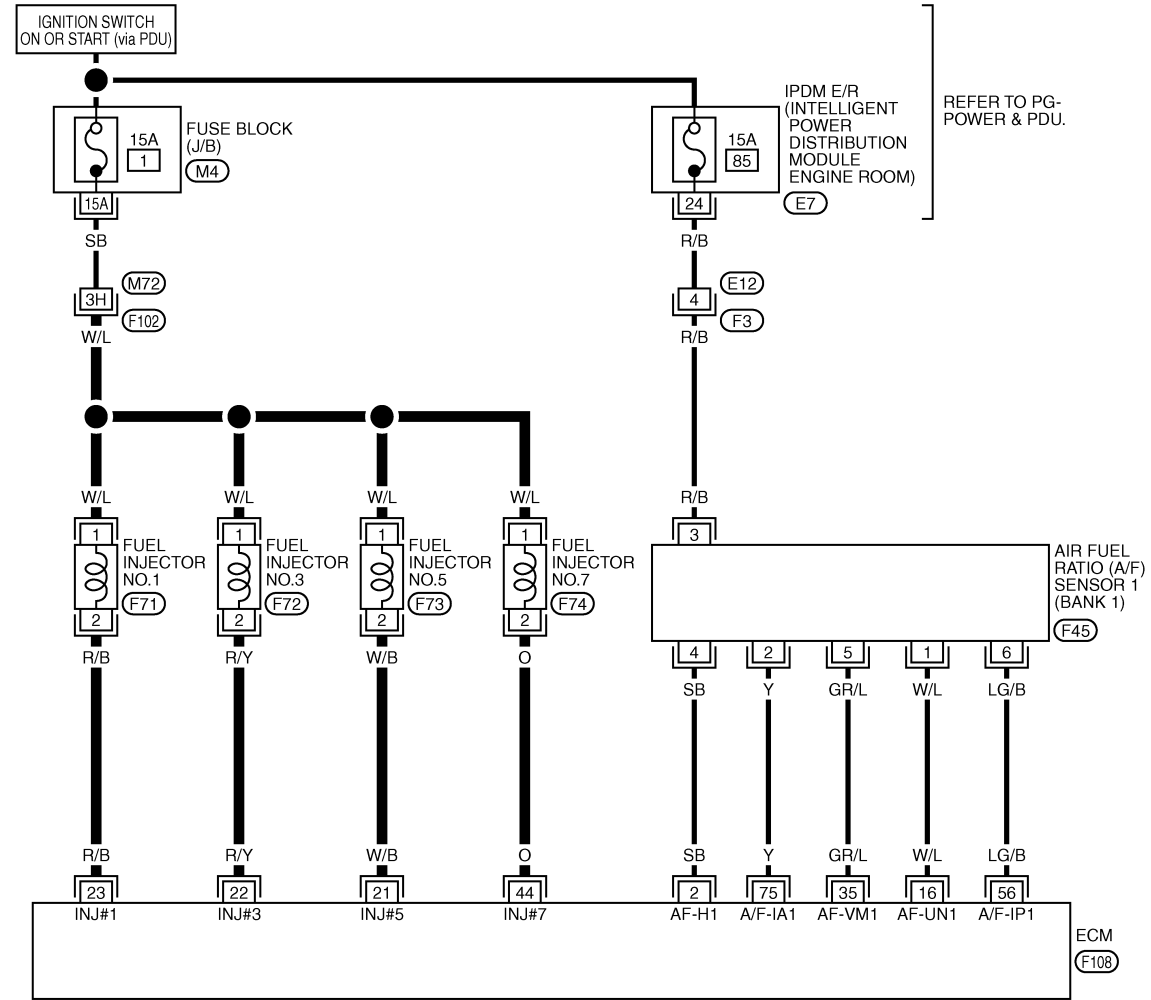 IGNITION SWITCH
ON OR START (via PDU)
FUSE BLOCK
(J/B)
M4
15A
1
15A
SB
M72
3H
F102
W/L
IPDM E/R
(INTELLIGENT
POWER
DISTRIBUTION
MODULE
ENGINE ROOM)
E7
15A
85
24
R/B
E12
4
F3
R/B
REFER TO PG-
POWER & PDU.
W/L W/L W/L W/L R/B
1 1 1 1 3
FUEL
INJECTOR
NO.1
F71
FUEL
INJECTOR
NO.3
F72
FUEL
INJECTOR
NO.5
F73
FUEL
INJECTOR
NO.7
F74
AIR FUEL
RATIO (A/F)
SENSOR 1
(BANK 1)
F45
2 2 2 2 4 2 5 1 6
R/B R/Y W/B O SB Y GR/L W/L LG/B
R/B R/Y W/B O SB Y GR/L W/L LG/B
23 22 21 44 2 75 35 16 56
INJ#1 INJ#3 INJ#5 INJ#7 AF-H1 A/F-IA1 AF-VM1 AF-UN1 A/F-IP1
ECM
F108